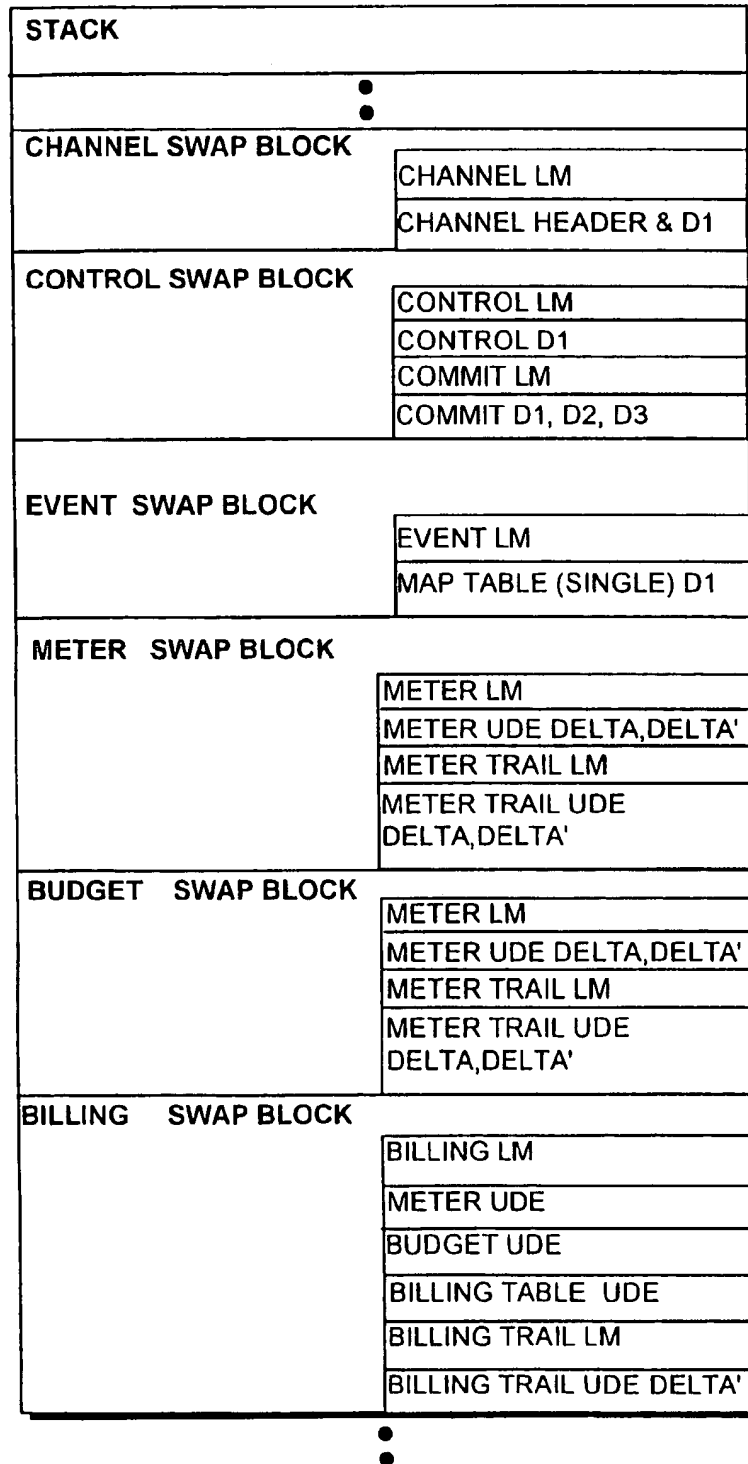 STACK
CHANNEL SWAP BLOCK
CHANNEL LM
CHANNEL HEADER & D1
CONTROL SWAP BLOCK
CONTROL LM
CONTROL D1
COMMIT LM
COMMIT D1, D2, D3
EVENT SWAP BLOCK
EVENT LM
MAP TABLE (SINGLE) D1
METER SWAP BLOCK
METER LM
METER UDE DELTA,DELTA'
METER TRAIL LM
METER TRAIL UDE
DELTA,DELTA'
BUDGET SWAP BLOCK
METER LM
METER UDE DELTA,DELTA'
METER TRAIL LM
METER TRAIL UDE
DELTA,DELTA'
BILLING SWAP BLOCK
BILLING LM
METER UDE
BUDGET UDE
BILLING TABLE UDE
BILLING TRAIL LM
BILLING TRAIL UDE DELTA'